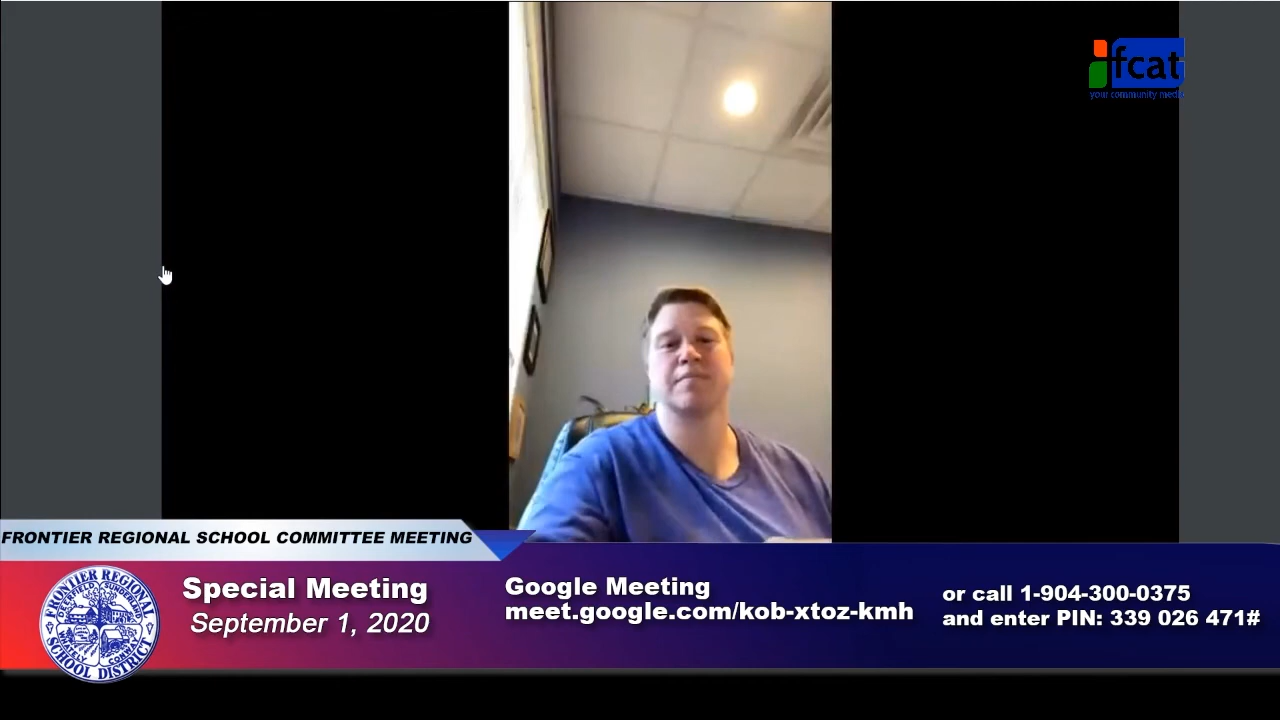 fcat
your community media
FRONTIER REGIONAL SCHOOL COMMITTEE MEETING
FRONTIER REGIONAL
SCHOOL DISTRICT
Special Meeting
September 1, 2020
Google Meeting
meet.google.com/kob-xtoz-kmh
or call 1-904-300-0375
and enter PIN: 339 026 471#